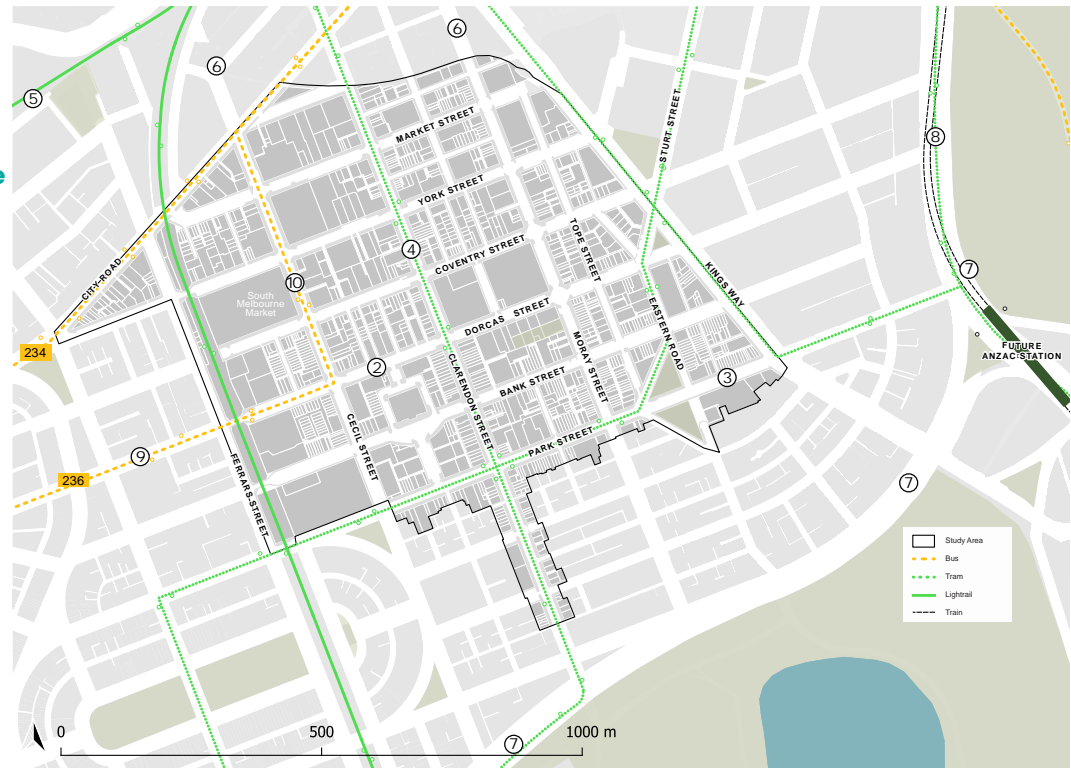 6
6
5
8
MARKET STREET
STURT STREET
e
YORK STREET
4
COVENTRY STREET
TOPE STREET
7
KINGS WAY
CITY ROAD
10
South
Melbourne
Market
DORCAS STREET
EASTERN ROAD
234
FUTURE
ANZAC STATION
2
MORAY STREET
CLARENDON STREET
BANK STREET
3
CECIL STREET
PARK STREET
9
236
FERRARS STREET
7
Study Area
Bus
Tram
Lightrail
Train
0
500
1000 m
7